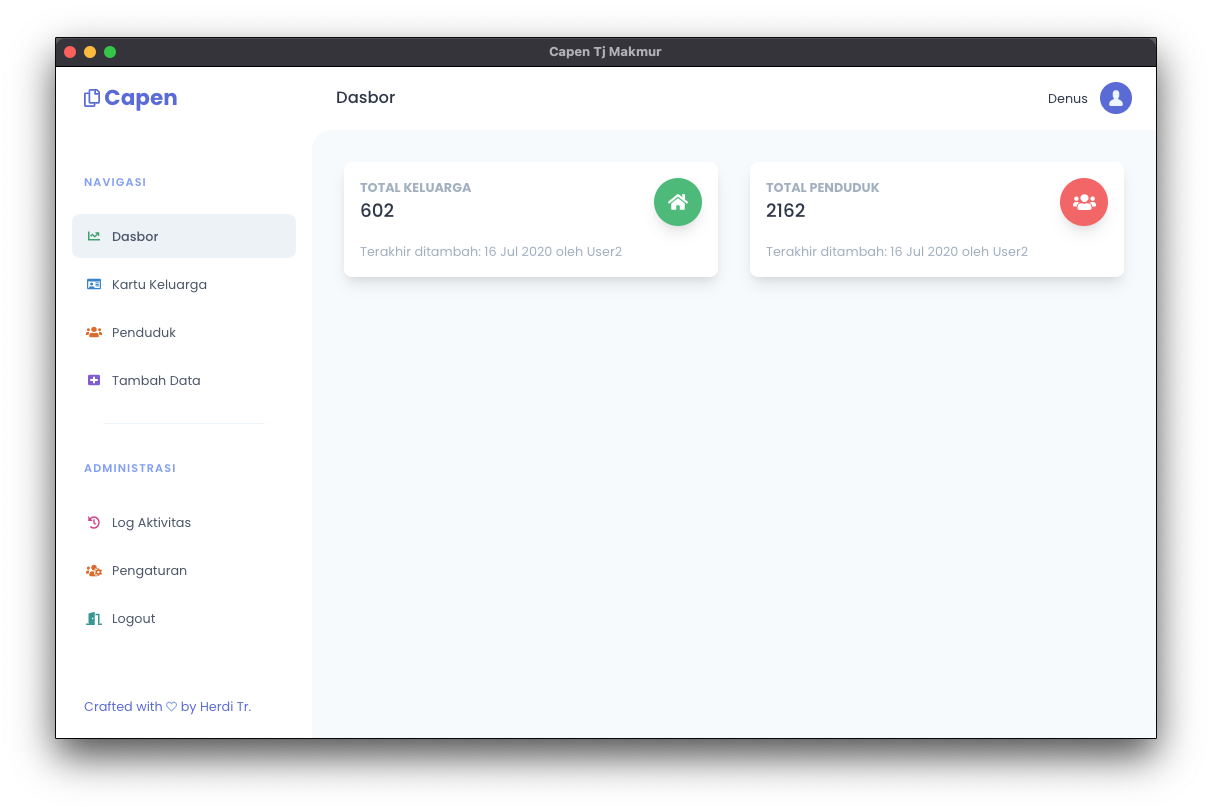 Capen Tj Makmur
Capen
Dasbor
Denus
NAVIGASI
Dasbor
Kartu Keluarga
Penduduk
Tambah Data
ADMINISTRASI
Log Aktivitas
Pengaturan
Logout
Crafted with ♡ by Herdi Tr.
TOTAL KELUARGA
602
Terakhir ditambah: 16 Jul 2020 oleh User2
TOTAL PENDUDUK
2162
Terakhir ditambah: 16 Jul 2020 oleh User2